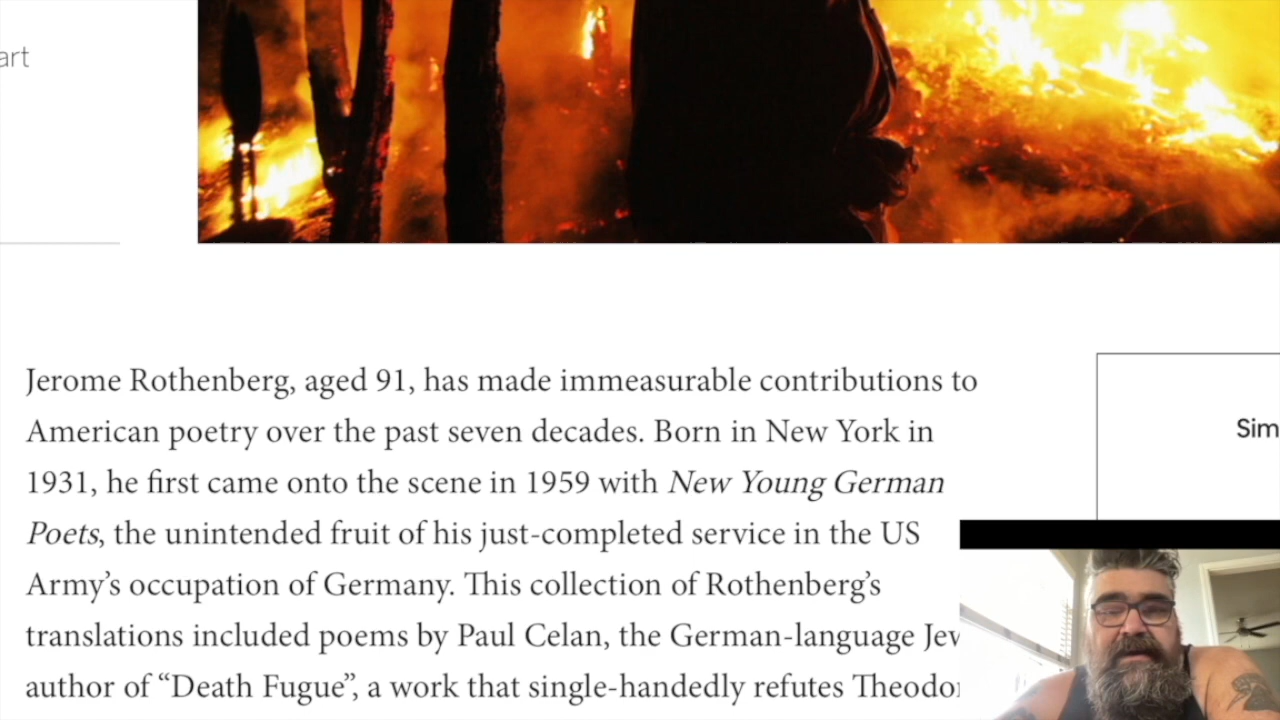 art
Jerome Rothenberg, aged 91, has made immeasurable contributions to
American poetry over the past seven decades. Born in New York in
1931, he first came onto the scene in 1959 with New Young German
Poets, the unintended fruit of his just-completed service in the US
Army’s occupation of Germany. This collection of Rothenberg’s
translations included poems by Paul Celan, the German-language
author of “Death Fugue”, a work that single-handedly refutes
Sim